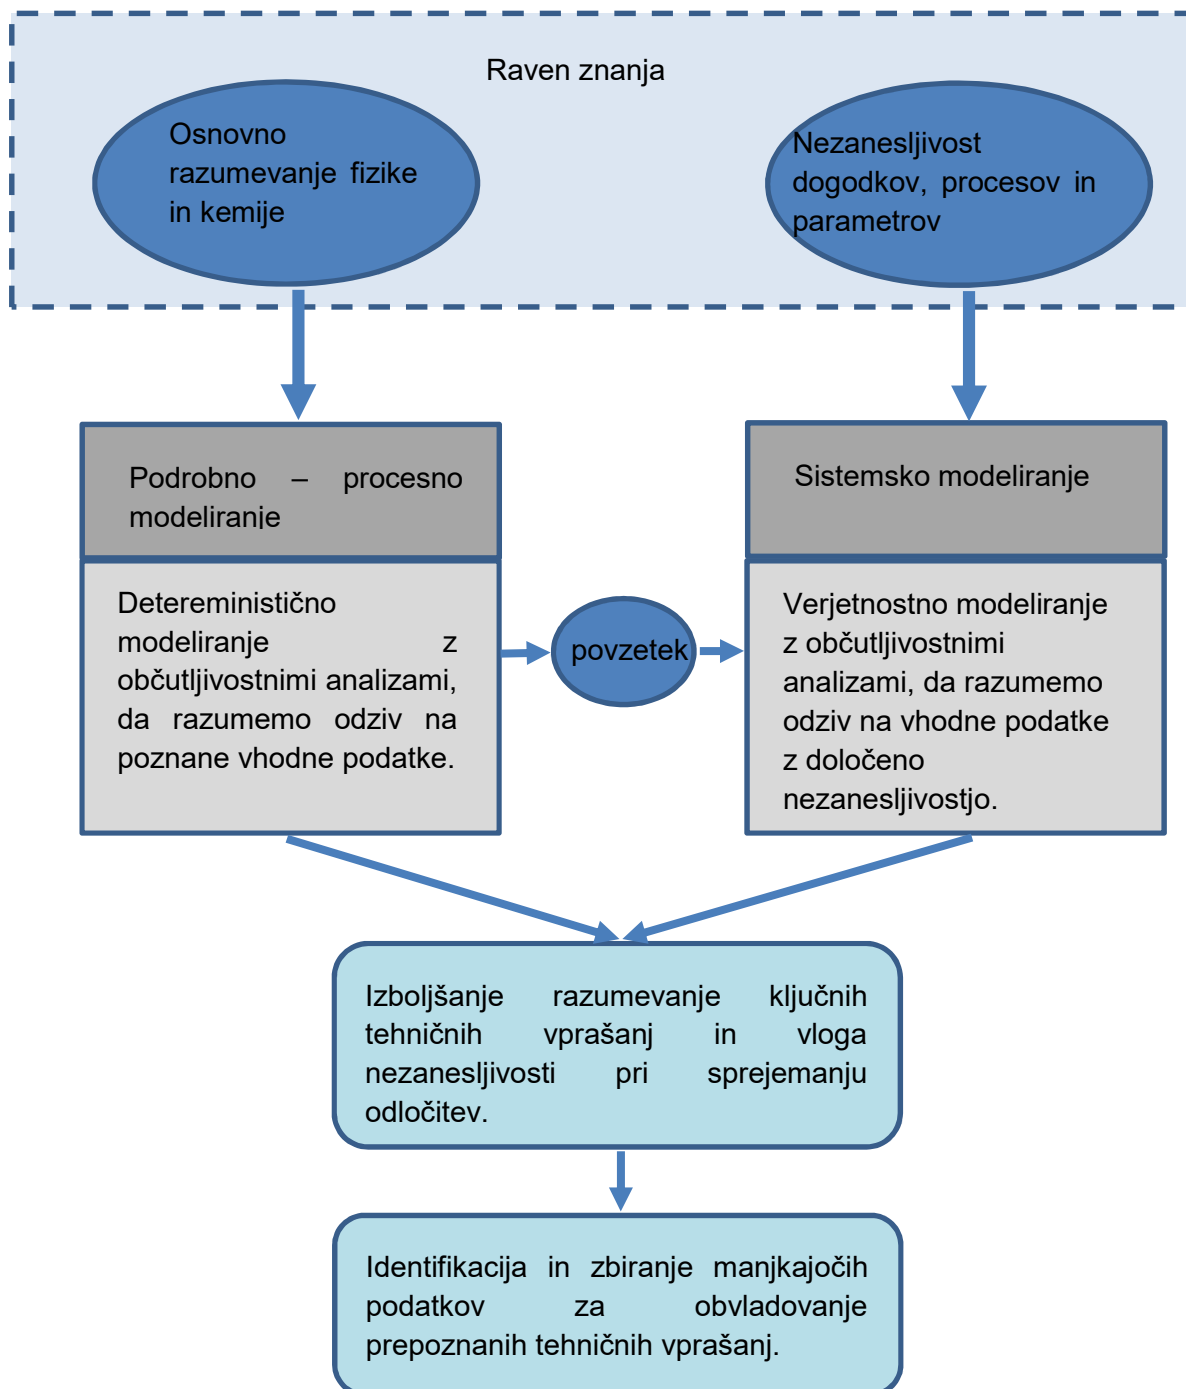 Raven znanja
Osnovno
razumevanje fizike
in kemije
Nezanesljivost
dogodkov, procesov in
parametrov
Podrobno – procesno
modeliranje
Sistemsko modeliranje
Detereministično
modeliranje z
občutljivostnimi analizami,
da razumemo odziv na
poznane vhodne podatke.
povzetek
Verjetnostno modeliranje
z občutljivostnimi
analizami, da razumemo
odziv na vhodne podatke
z določeno
nezanesljivostjo.
Izboljšanje razumevanje ključnih
tehničnih vprašanj in vloga
nezanesljivosti pri sprejemanju
odločitev.
Identifikacija in zbiranje manjkajočih
podatkov za obvladovanje
prepoznanih tehničnih vprašanj.